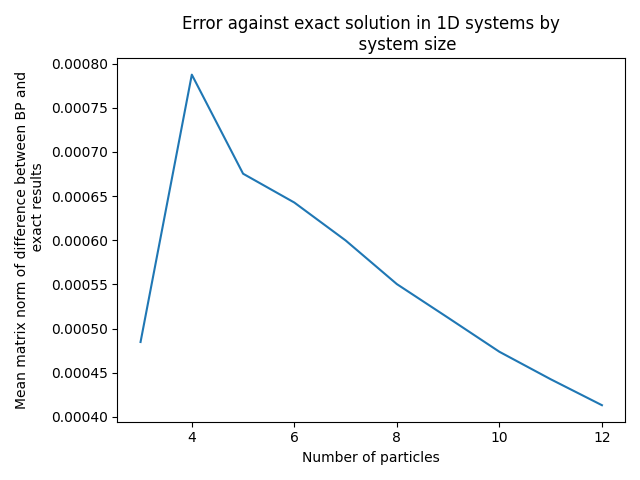 Error against exact solution in 1D systems by
system size
Mean matrix norm of difference between BP and
exact results
0.00080
0.00075
0.00070
0.00065
0.00060
0.00055
0.00050
0.00045
0.00040
4
6
8
10
12
Number of particles